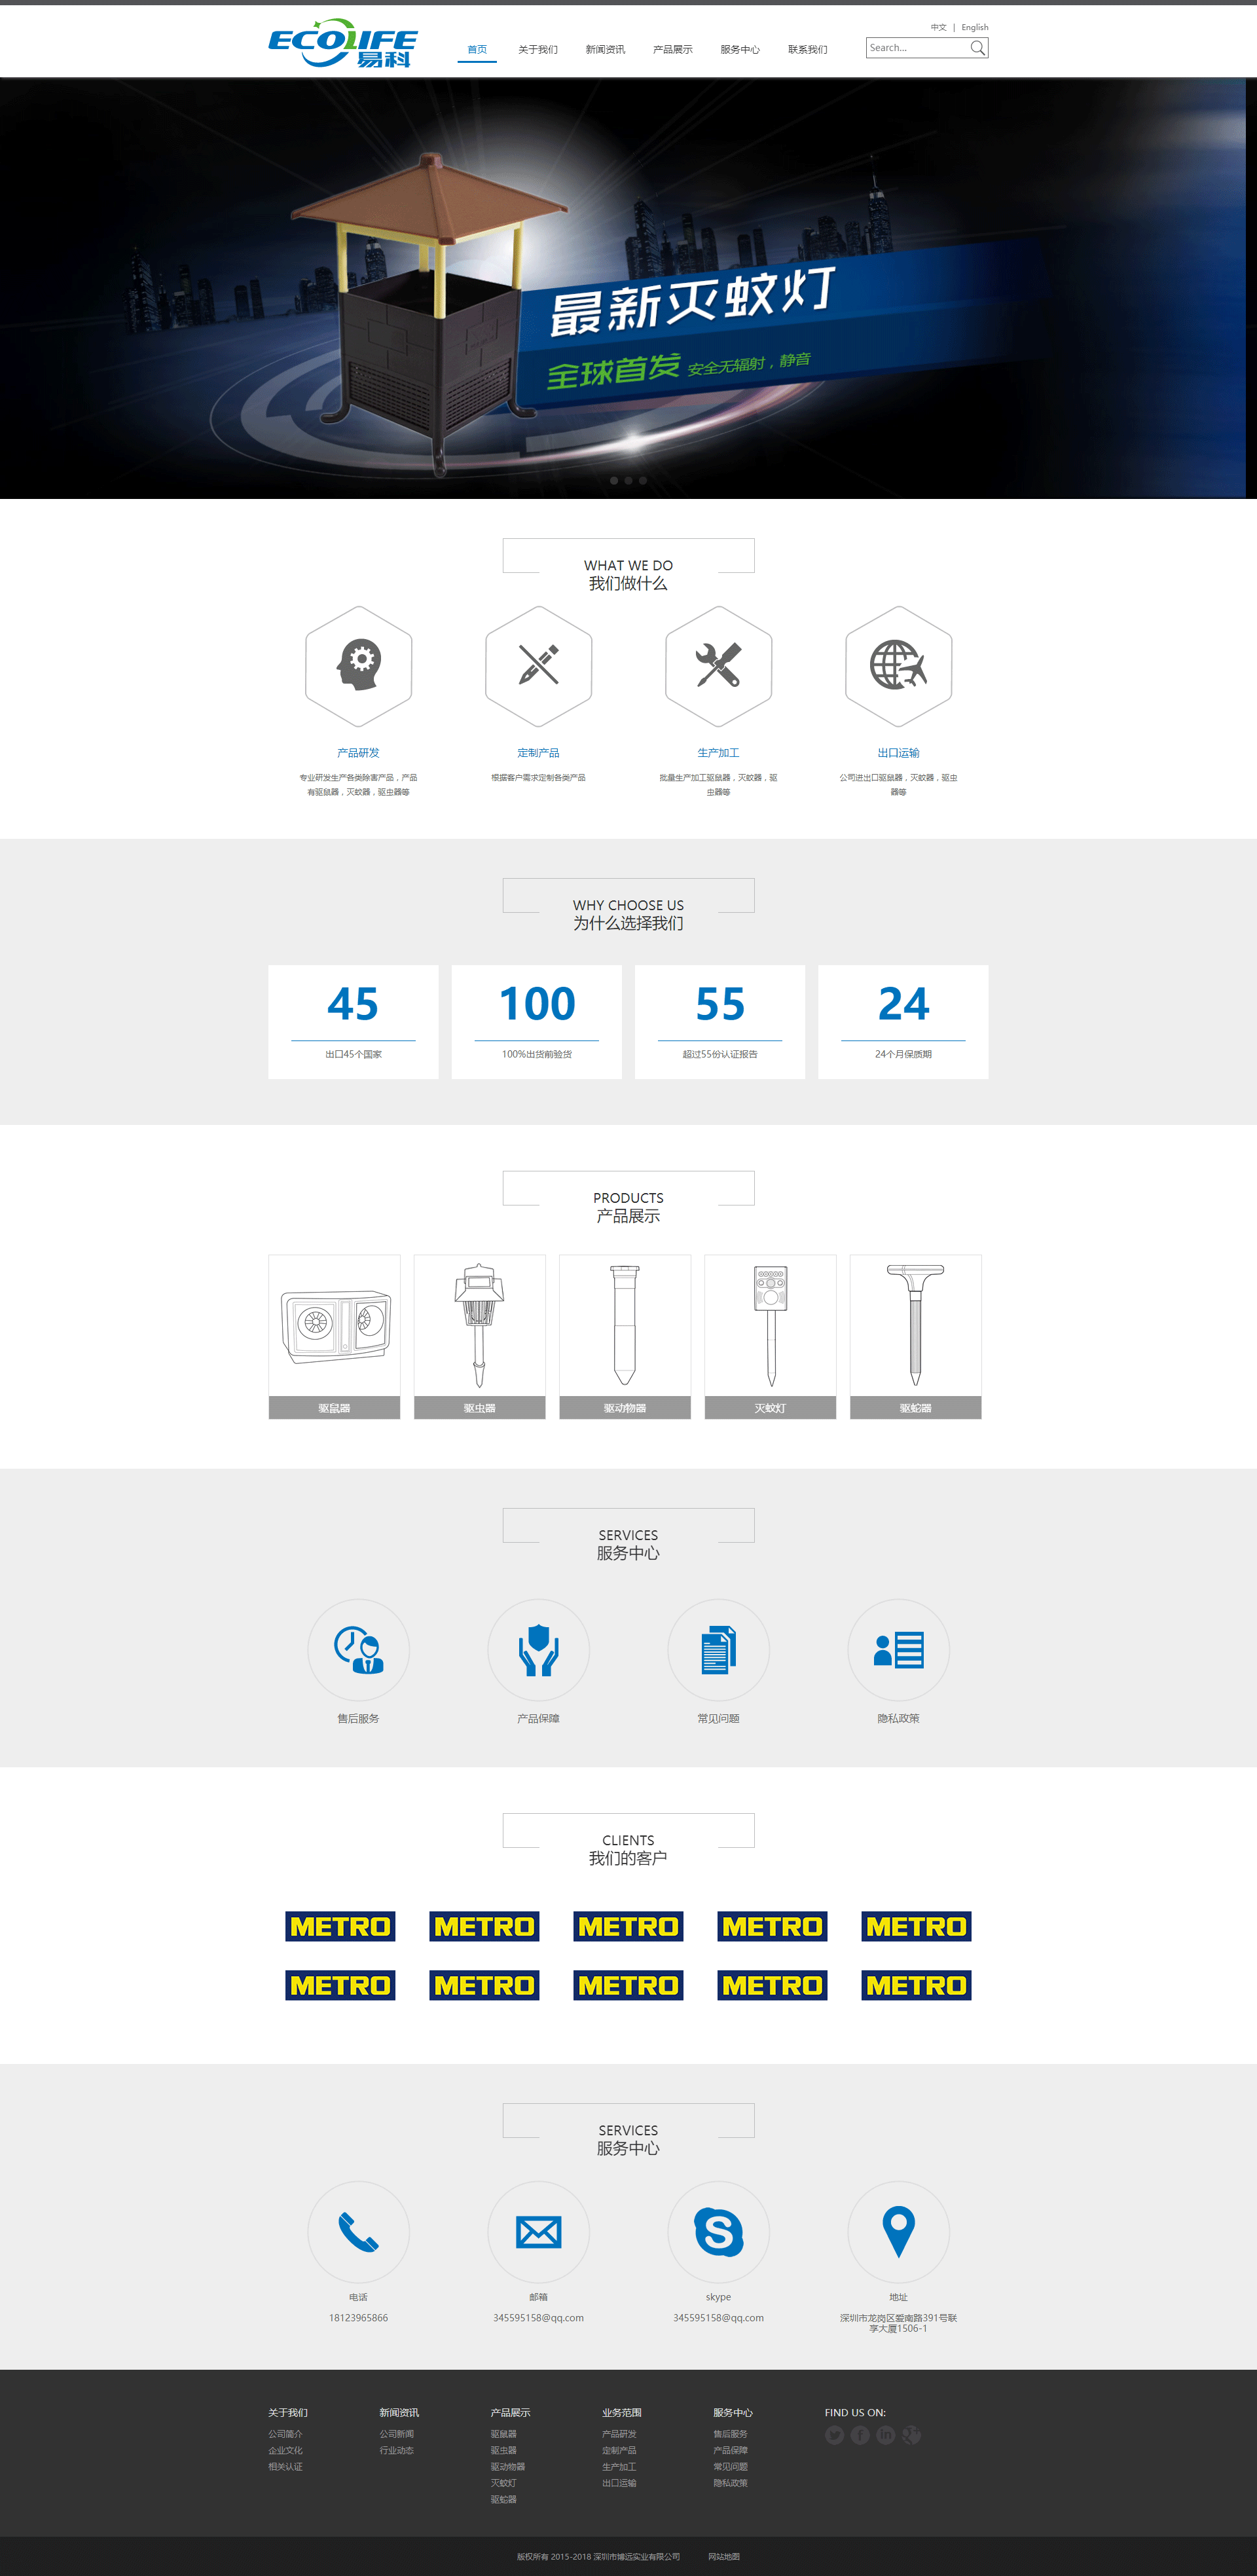 ECOLIFE
易科
首页 关于我们 新闻资讯 产品展示 服务中心 联系我们
中文 | English
Search...
最新灭蚊灯
全球首发 安全无辐射，静音
WHAT WE DO
我们做什么
产品研发 定制产品 生产加工 出口运输
专业研发生产各类除害产品，产品
有驱鼠器，灭蚊器，驱虫器等
根据客户需求定制各类产品
批量生产加工驱鼠器，灭蚊器，驱
虫器等
公司进出口驱鼠器，灭蚊器，驱虫
器等
WHY CHOOSE US
为什么选择我们
45 100 55 24
出口45个国家 100%出货前验货 超过55份认证报告 24个月保质期
PRODUCTS
产品展示
驱鼠器 驱虫器 驱动物器 灭蚊灯 驱蛇器
SERVICES
服务中心
售后服务 产品保障 常见问题 隐私政策
CLIENTS
我们的客户
METRO METRO METRO METRO METRO
METRO METRO METRO METRO METRO
SERVICES
服务中心
电话 邮箱 skype 地址
18123965866 345595158@qq.com 345595158@qq.com 深圳市龙岗区爱南路391号联
享大厦1506-1
关于我们 新闻资讯 产品展示 业务范围 服务中心 FIND US ON:
公司简介 公司新闻 驱鼠器 产品研发 售后服务
企业文化 行业动态 驱虫器 定制产品 产品保障
相关认证 驱动物器 生产加工 常见问题
灭蚊灯 出口运输 隐私政策
驱蛇器
版权所有 2015-2018 深圳市博远实业有限公司 网站地图